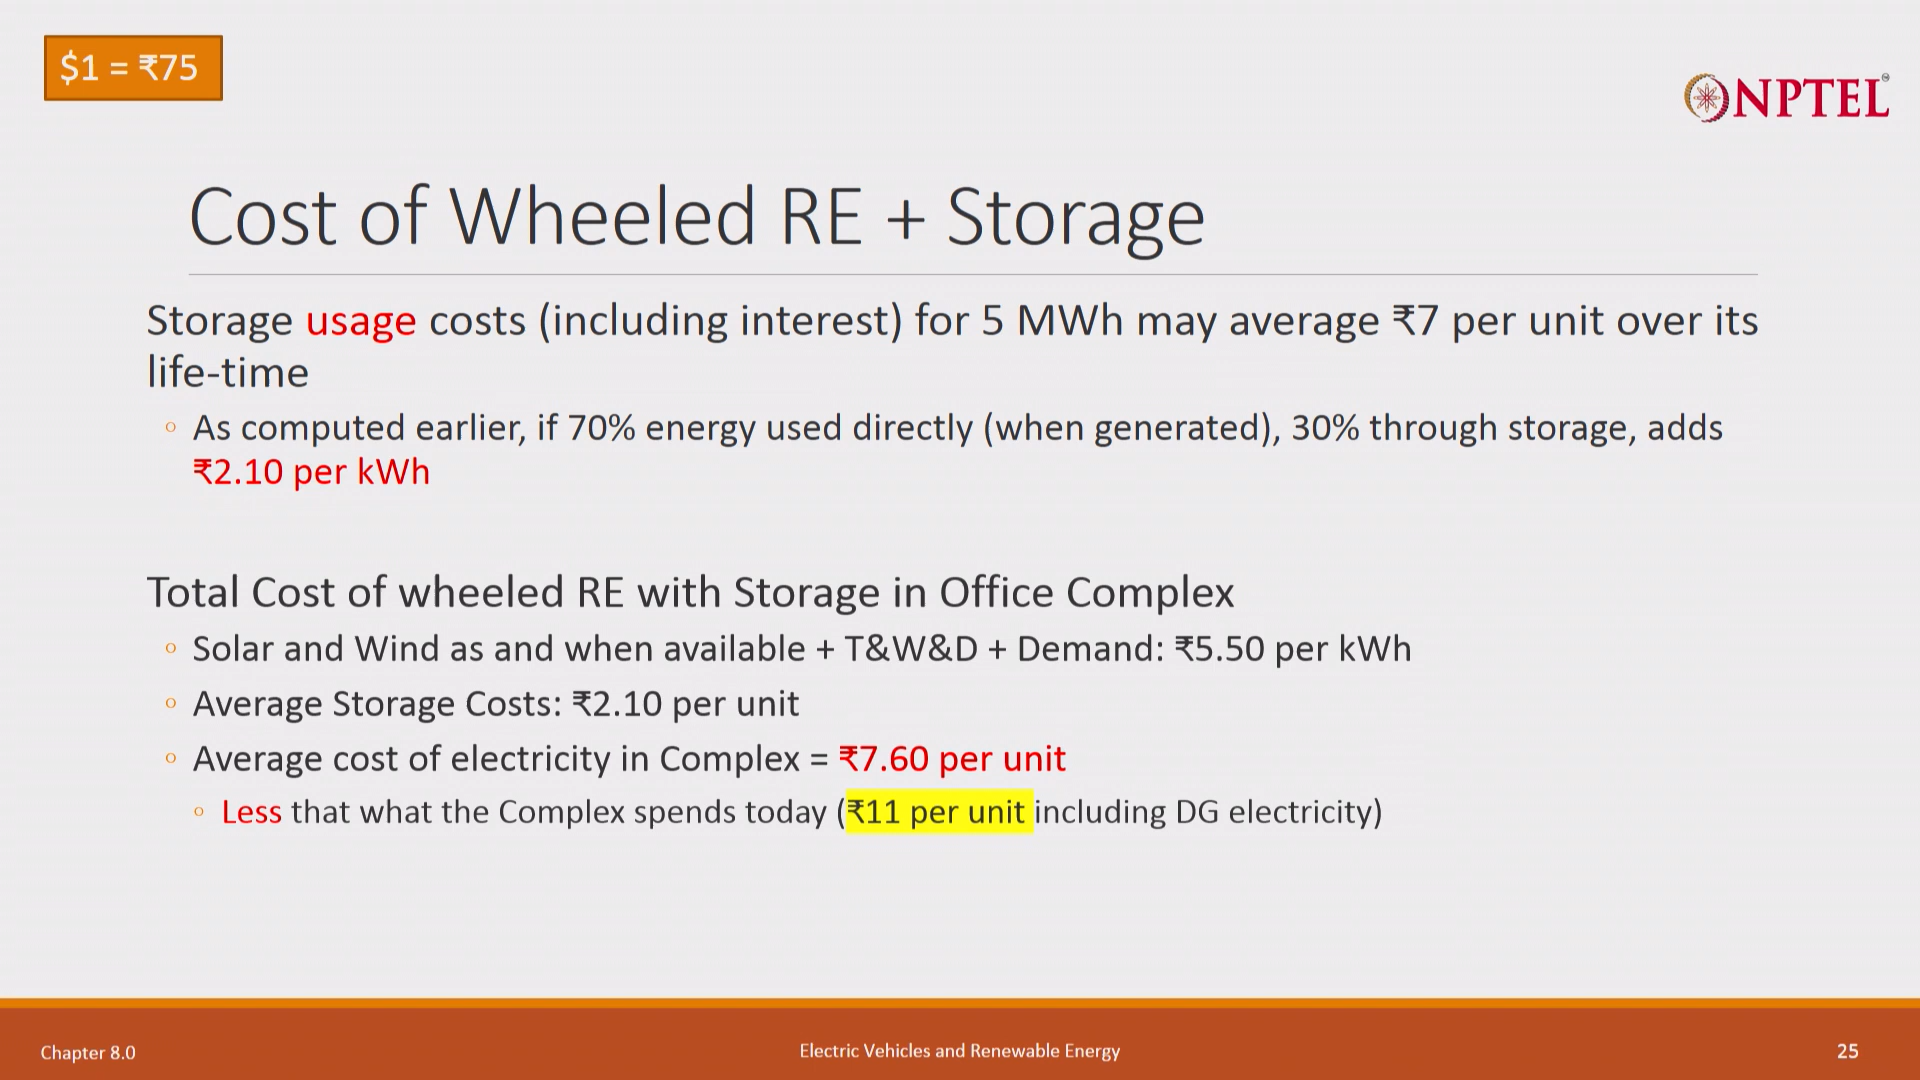 $1 = ₹75
NPTEL
Cost of Wheeled RE + Storage
Storage usage costs (including interest) for 5 MWh may average ₹7 per unit over its
life-time
◦ As computed earlier, if 70% energy used directly (when generated), 30% through storage, adds
₹2.10 per kWh
Total Cost of wheeled RE with Storage in Office Complex
◦ Solar and Wind as and when available + T&W&D + Demand: ₹5.50 per kWh
◦ Average Storage Costs: ₹2.10 per unit
◦ Average cost of electricity in Complex = ₹7.60 per unit
◦ Less that what the Complex spends today (₹11 per unit including DG electricity)
Chapter 8.0
Electric Vehicles and Renewable Energy
25